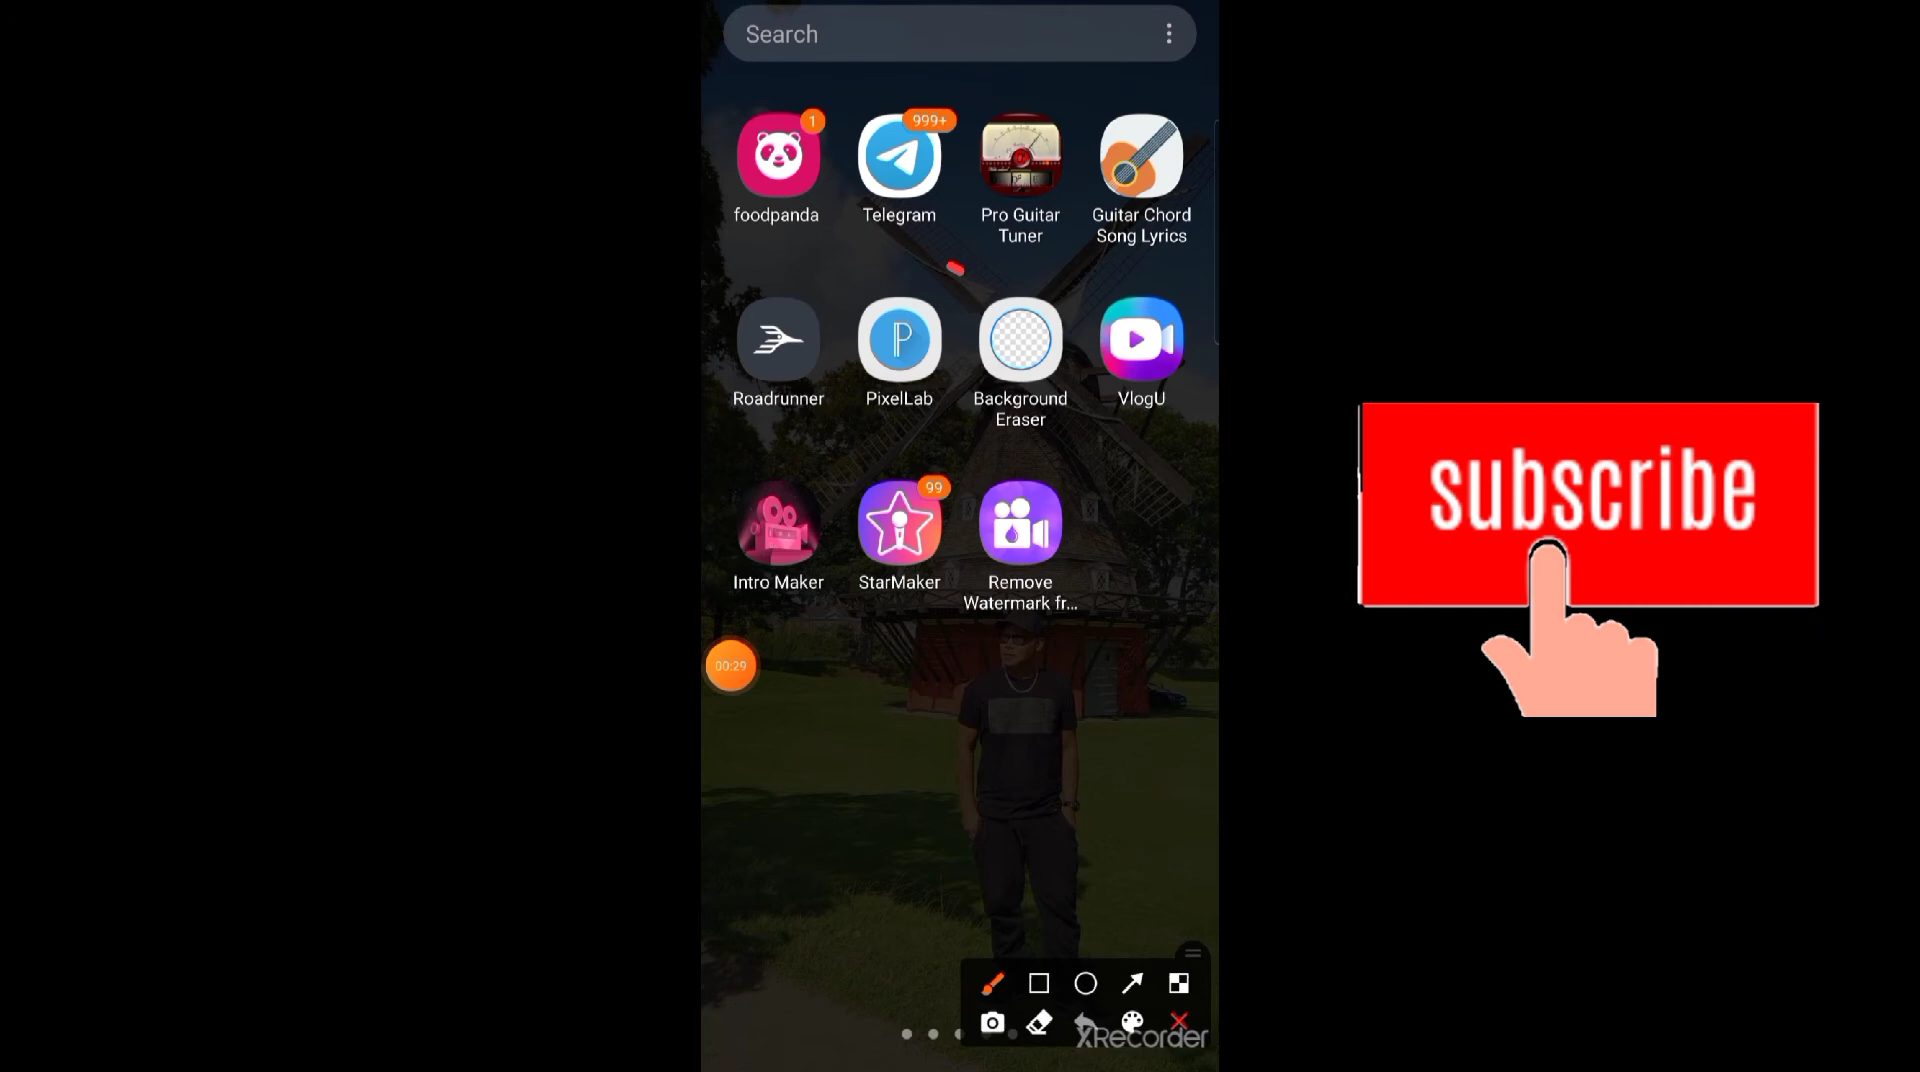 Search
1
999+
foodpanda
Telegram
Pro Guitar
Tuner
Guitar Chord
Song Lyrics
P
Roadrunner
PixelLab
Background
Eraser
VlogU
99
Intro Maker
StarMaker
Remove
Watermark fr...
00:29
subscribe
XRecorder